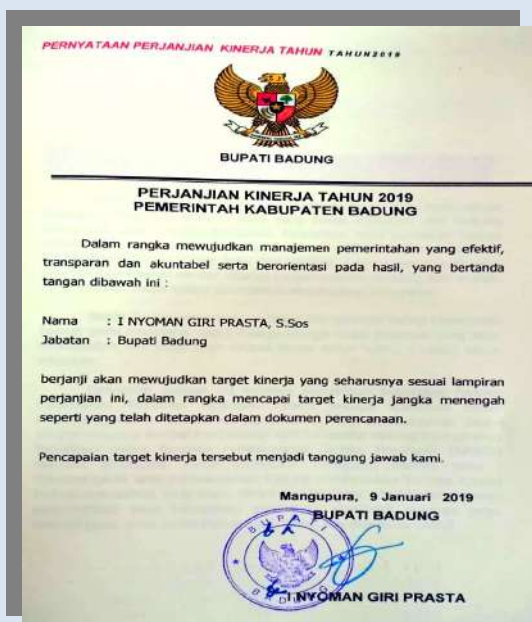 PERNYATAAN PERJANJIAN KINERJA TAHUN TAHUN2019
BUPATI BADUNG
PERJANJIAN KINERJA TAHUN 2019
PEMERINTAH KABUPATEN BADUNG
Dalam rangka mewujudkan manajemen pemerintahan yang efektif,
transparan dan akuntabel serta berorientasi pada hasil, yang bertanda
tangan dibawah ini :
Nama : I NYOMAN GIRI PRASTA, S.Sos
Jabatan : Bupati Badung
berjanji akan mewujudkan target kinerja yang seharusnya sesuai lampiran
perjanjian ini, dalam rangka mencapai target kinerja jangka menengah
seperti yang telah ditetapkan dalam dokumen perencanaan.
Pencapaian target kinerja tersebut menjadi tanggung jawab kami.
Mangupura, 9 Januari 2019
BUPATI BADUNG
BUPATI
BADUNG
I NYOMAN GIRI PRASTA